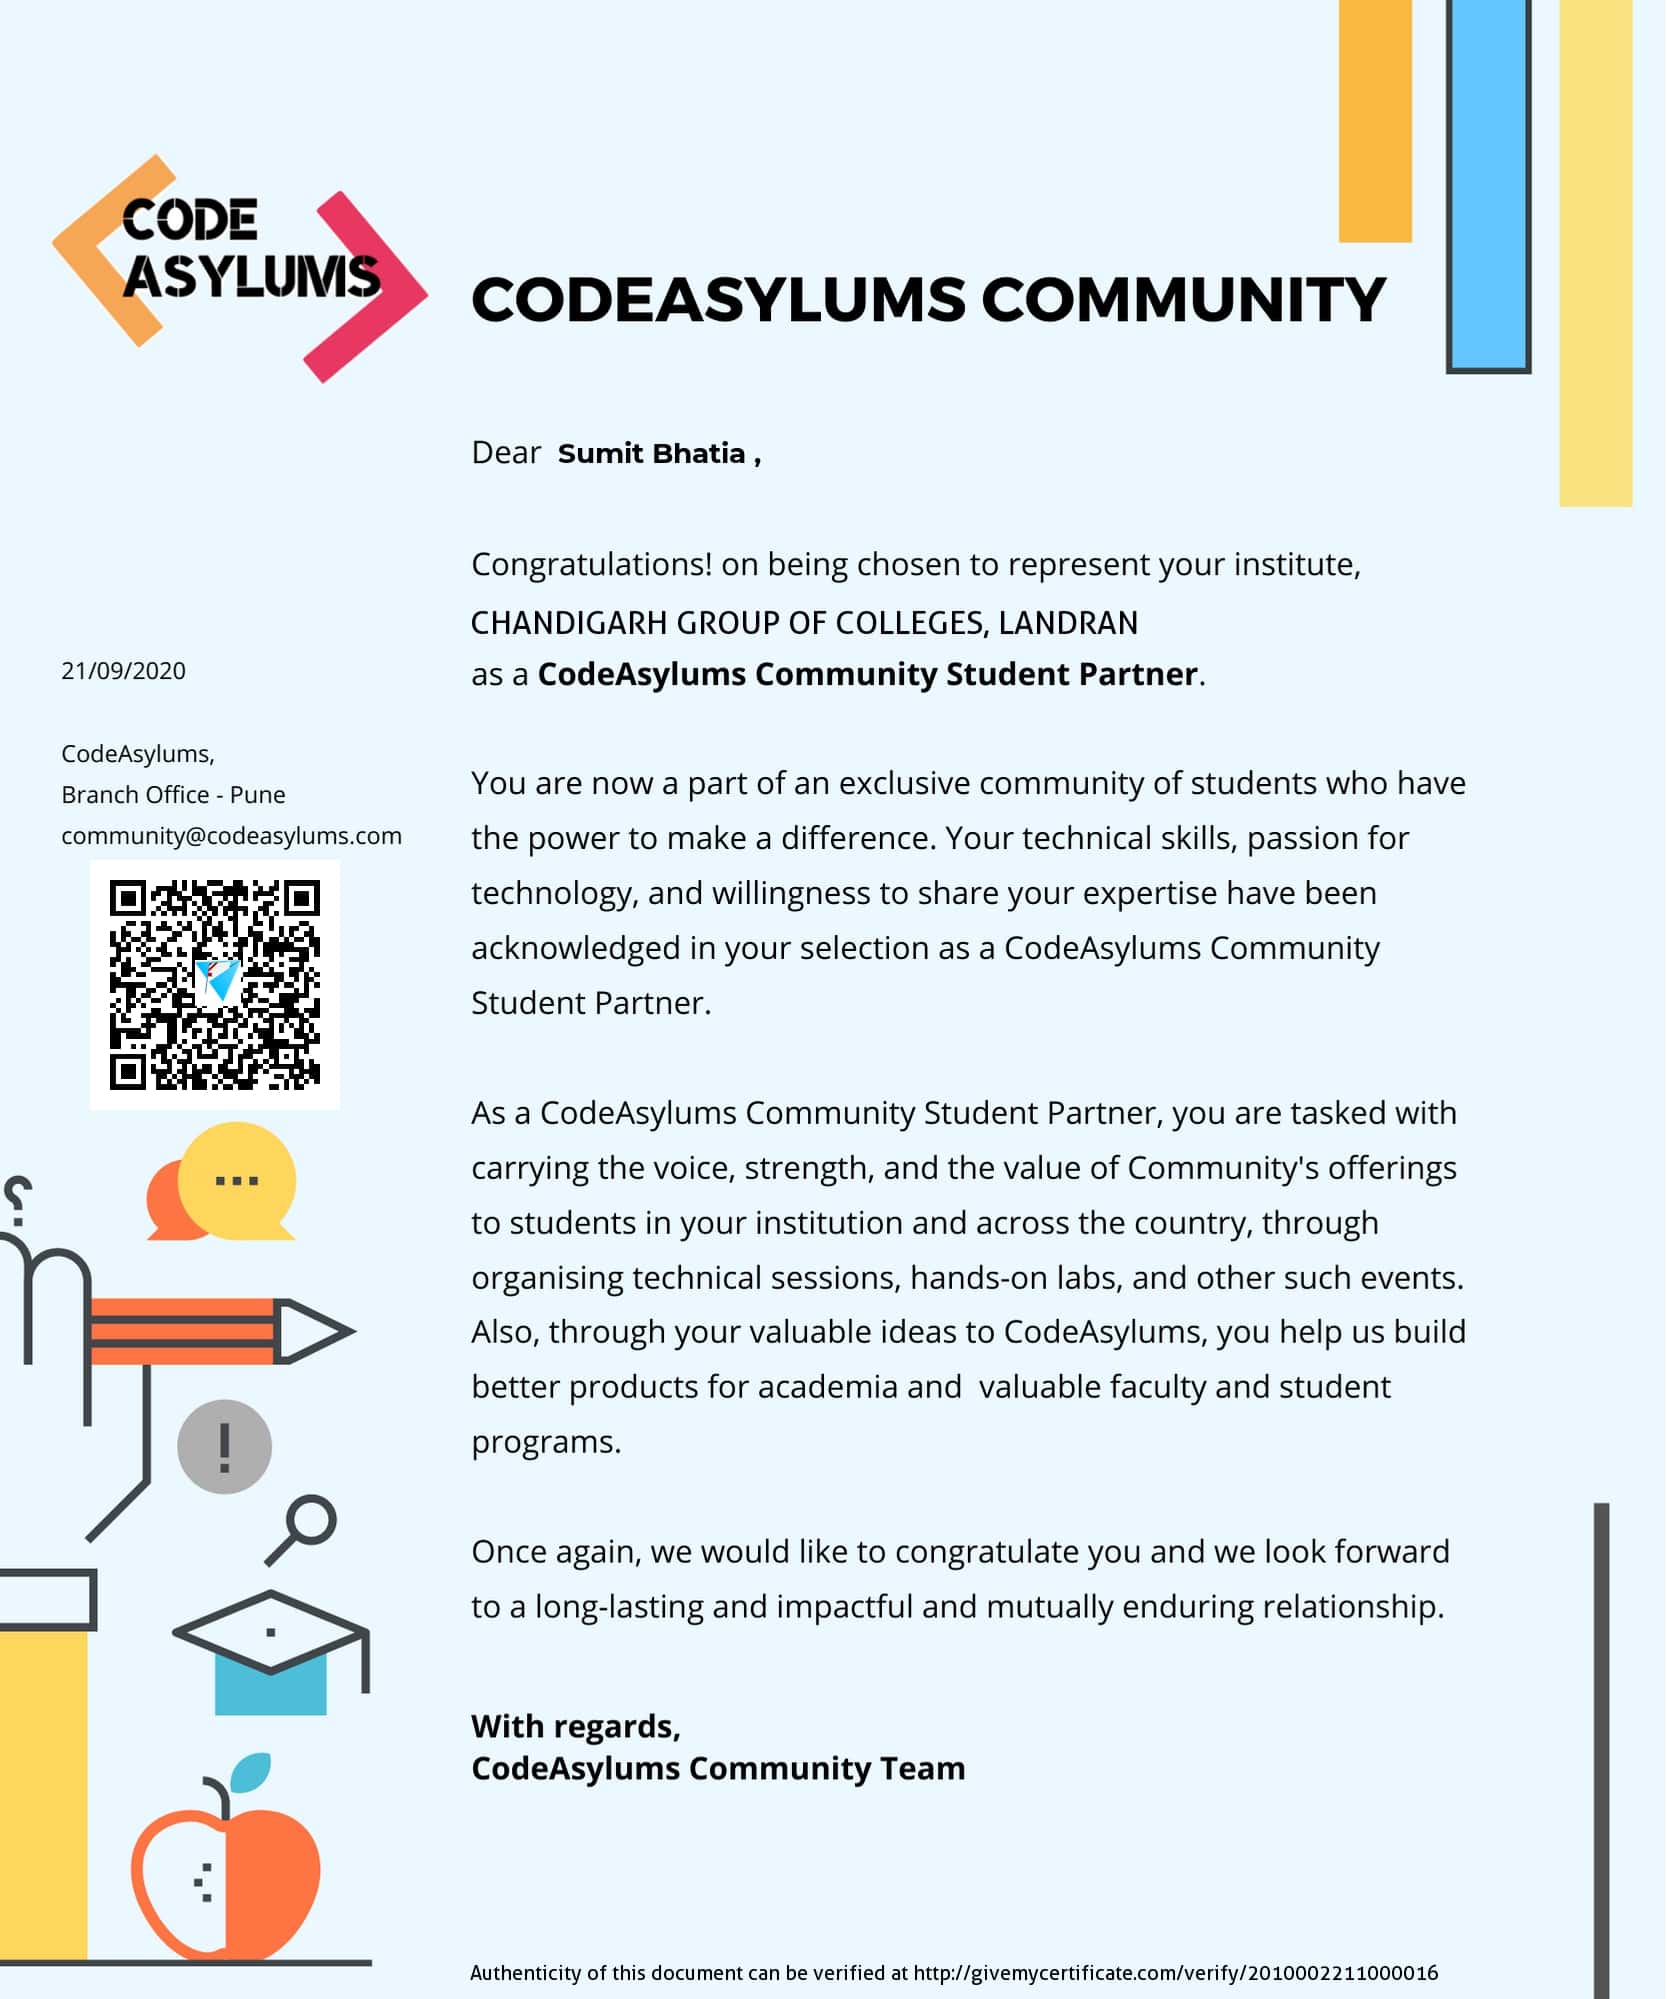 CODE
ASYLUMS
CODEASYLUMS COMMUNITY
Dear Sumit Bhatia ,
Congratulations! on being chosen to represent your institute,
CHANDIGARH GROUP OF COLLEGES, LANDRAN
as a CodeAsylums Community Student Partner.
21/09/2020
CodeAsylums,
Branch Office - Pune
community@codeasylums.com
You are now a part of an exclusive community of students who have
the power to make a difference. Your technical skills, passion for
technology, and willingness to share your expertise have been
acknowledged in your selection as a CodeAsylums Community
Student Partner.
As a CodeAsylums Community Student Partner, you are tasked with
carrying the voice, strength, and the value of Community's offerings
to students in your institution and across the country, through
organising technical sessions, hands-on labs, and other such events.
Also, through your valuable ideas to CodeAsylums, you help us build
better products for academia and  valuable faculty and student
programs.
Once again, we would like to congratulate you and we look forward
to a long-lasting and impactful and mutually enduring relationship.
With regards,
CodeAsylums Community Team
Authenticity of this document can be verified at http://givemycertificate.com/verify/2010002211000016